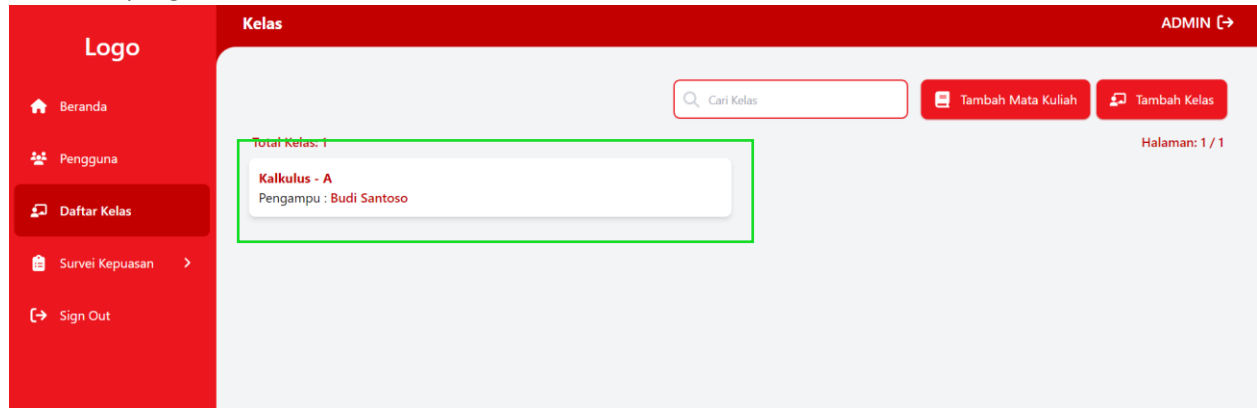 Kelas
ADMIN
Logo
Beranda
Pengguna
Daftar Kelas
Survei Kepuasan
Sign Out
Cari Kelas
Tambah Mata Kuliah
Tambah Kelas
Total Kelas: 1
Halaman: 1 / 1
Kalkulus - A
Pengampu : Budi Santoso